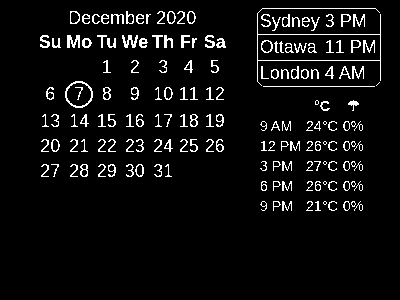 December 2020
Su Mo Tu We Th Fr Sa
1 2 3 4 5
6 7 8 9 10 11 12
13 14 15 16 17 18 19
20 21 22 23 24 25 26
27 28 29 30 31
Sydney 3 PM
Ottawa 11 PM
London 4 AM
°C ☂
9 AM 24°C 0%
12 PM 26°C 0%
3 PM 27°C 0%
6 PM 26°C 0%
9 PM 21°C 0%